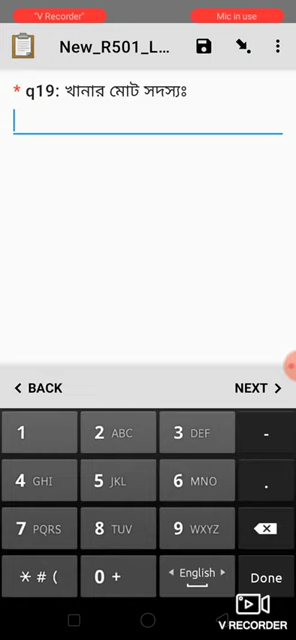 "V Recorder"
Mic in use
New_R501_L...
* q19: খানার মোট সদস্যঃ
BACK
NEXT
1
2 ABC
3 DEF
-
4 GHI
5 JKL
6 MNO
.
7 PQRS
8 TUV
9 WXYZ
* # (
0 +
English
Done
V RECORDER